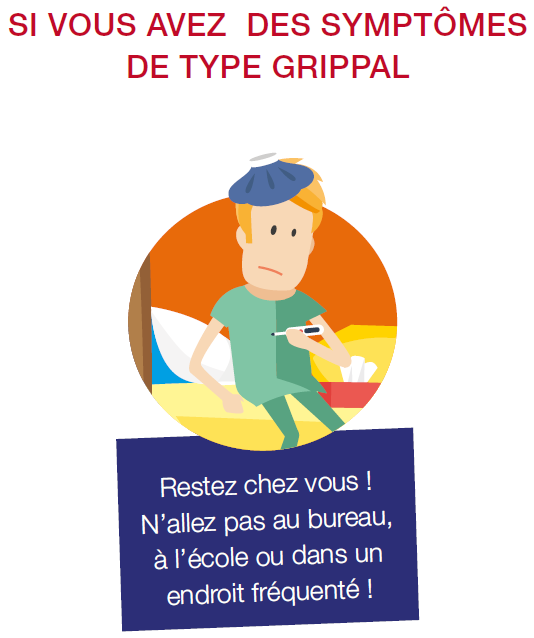 SI VOUS AVEZ DES SYMPTÔMES
DE TYPE GRIPPAL
Restez chez vous !
N'allez pas au bureau,
à l'école ou dans un
endroit fréquenté !